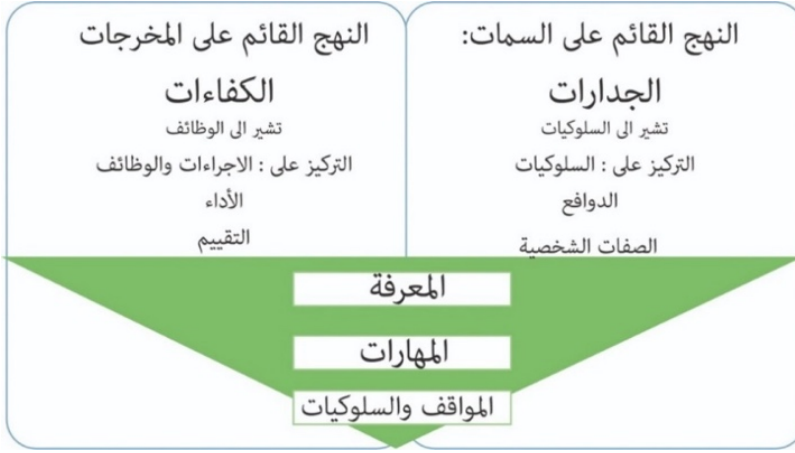 النهج القائم على السمات:
الجدارات
تشير الى السلوكيات
التركيز على : السلوكيات
الدوافع
الصفات الشخصية
النهج القائم على المخرجات
الكفاءات
تشير الى الوظائف
التركيز على : الاجراءات والوظائف
الأداء
التقييم
المعرفة
المهارات
المواقف والسلوكيات